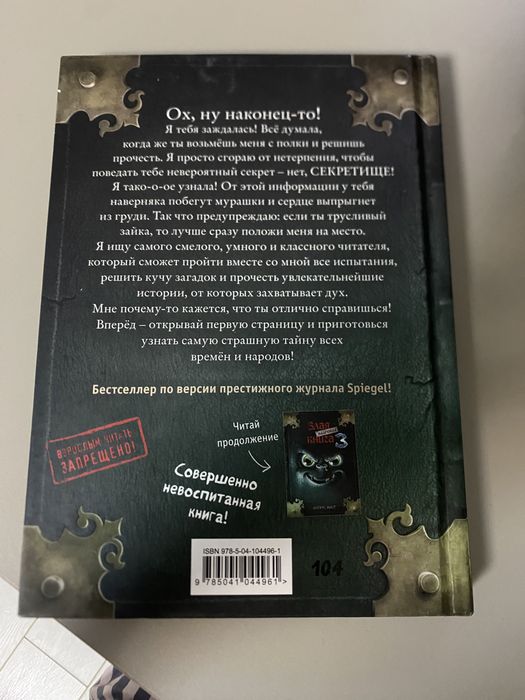 Ох, ну наконец-то!
Я тебя заждалась! Всё думала,
когда же ты возьмёшь меня с полки и решишь
прочесть. Я просто сгораю от нетерпения, чтобы
поведать тебе невероятный секрет – нет, СЕКРЕТИЩЕ!
Я тако-о-ое узнала! От этой информации у тебя
наверняка побегут мурашки и сердце выпрыгнет
из груди. Так что предупреждаю: если ты трусливый
зайка, то лучше сразу положи меня на место.
Я ищу самого смелого, умного и классного читателя,
который сможет пройти вместе со мной все испытания,
решить кучу загадок и прочесть увлекательнейшие
истории, от которых захватывает дух.
Мне почему-то кажется, что ты отлично справишься!
Вперёд – открывай первую страницу и приготовься
узнать самую страшную тайну всех
времён и народов!
Бестселлер по версии престижного журнала Spiegel!
ВЗРОСЛЫМ ЧИТАТЬ
ЗАПРЕЩЕНО!
Читай
продолжение
Совершенно
невоспитанная
книга!
Злая
книга 3
МАГНУС МИСТ
ISBN 978-5-04-104496-1
9 785041 044961 >
104